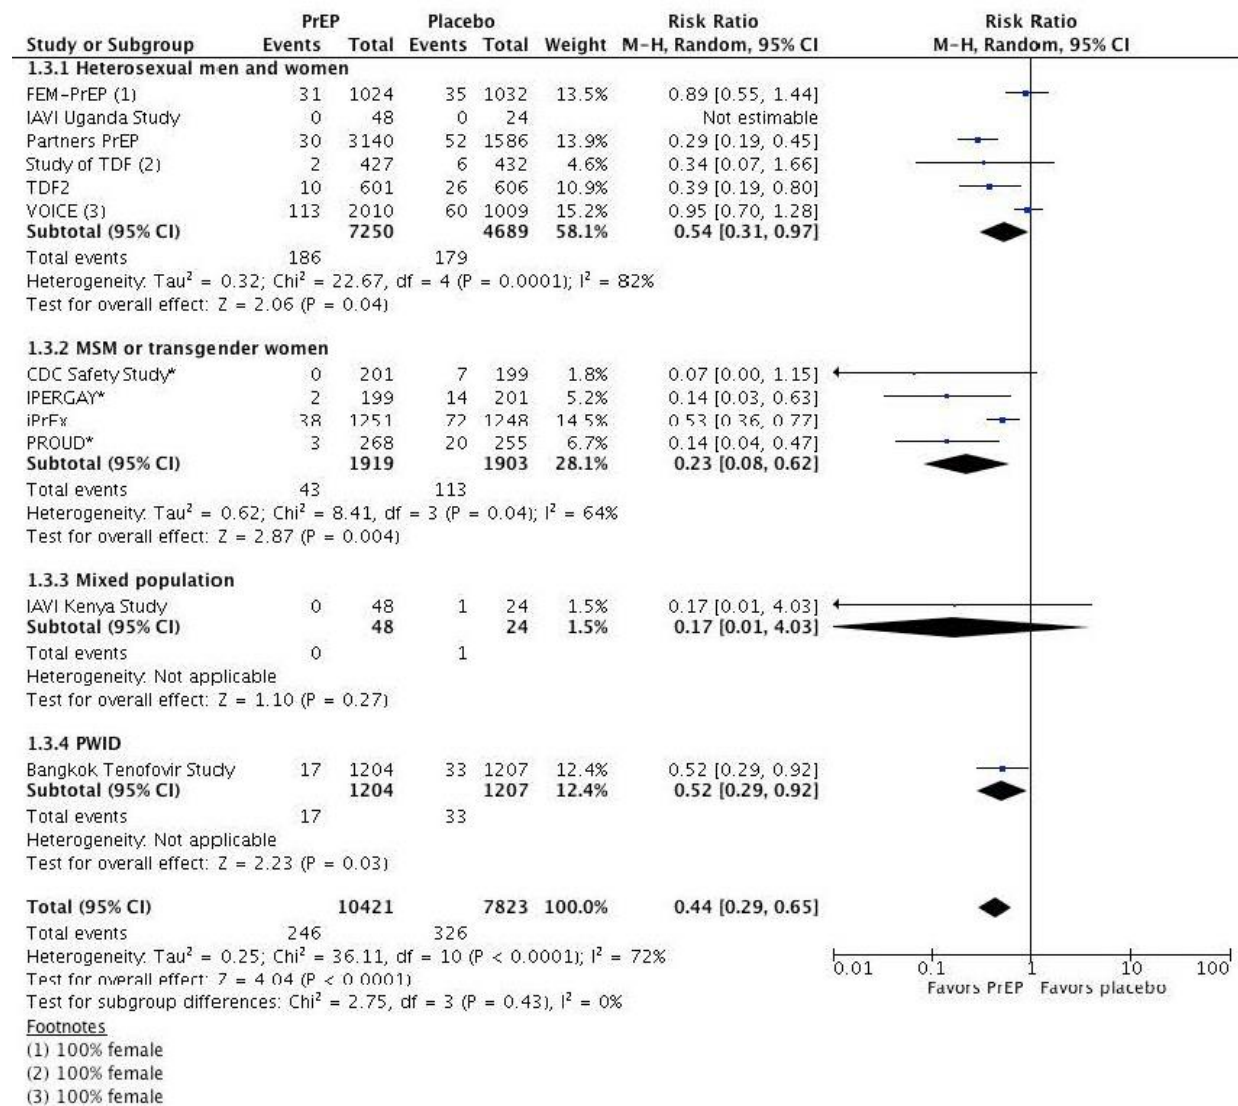 PrEP Placebo Risk Ratio Risk Ratio
Study or Subgroup Events Total Events Total Weight M-H, Random, 95% CI M-H, Random, 95% CI
1.3.1 Heterosexual men and women
FEM-PrEP (1) 31 1024 35 1032 13.5% 0.89 [0.55, 1.44]
IAVI Uganda Study 0 48 0 24 Not estimable
Partners PrEP 30 3140 52 1586 13.9% 0.29 [0.19, 0.45]
Study of TDF (2) 2 427 6 432 4.6% 0.34 [0.07, 1.66]
TDF2 10 601 26 606 10.9% 0.39 [0.19, 0.80]
VOICE (3) 113 2010 60 1009 15.2% 0.95 [0.70, 1.28]
Subtotal (95% CI) 7250 4689 58.1% 0.54 [0.31, 0.97]
Total events 186 179
Heterogeneity: Tau² = 0.32; Chi² = 22.67, df = 4 (P = 0.0001); I² = 82%
Test for overall effect: Z = 2.06 (P = 0.04)
1.3.2 MSM or transgender women
CDC Safety Study* 0 201 7 199 1.8% 0.07 [0.00, 1.15]
IPERGAY* 2 199 14 201 5.2% 0.14 [0.03, 0.63]
iPrEx 38 1251 72 1248 14.5% 0.53 [0.36, 0.77]
PROUD* 3 268 20 255 6.7% 0.14 [0.04, 0.47]
Subtotal (95% CI) 1919 1903 28.1% 0.23 [0.08, 0.62]
Total events 43 113
Heterogeneity: Tau² = 0.62; Chi² = 8.41, df = 3 (P = 0.04); I² = 64%
Test for overall effect: Z = 2.87 (P = 0.004)
1.3.3 Mixed population
IAVI Kenya Study 0 48 1 24 1.5% 0.17 [0.01, 4.03]
Subtotal (95% CI) 48 24 1.5% 0.17 [0.01, 4.03]
Total events 0 1
Heterogeneity: Not applicable
Test for overall effect: Z = 1.10 (P = 0.27)
1.3.4 PWID
Bangkok Tenofovir Study 17 1204 33 1207 12.4% 0.52 [0.29, 0.92]
Subtotal (95% CI) 1204 1207 12.4% 0.52 [0.29, 0.92]
Total events 17 33
Heterogeneity: Not applicable
Test for overall effect: Z = 2.23 (P = 0.03)
Total (95% CI) 10421 7823 100.0% 0.44 [0.29, 0.65]
Total events 246 326
Heterogeneity: Tau² = 0.25; Chi² = 36.11, df = 10 (P < 0.0001); I² = 72%
0.01 0.1 1 10 100
Test for overall effect: Z = 4.04 (P < 0.0001)
Favors PrEP Favors placebo
Test for subgroup differences: Chi² = 2.75, df = 3 (P = 0.43), I² = 0%
Footnotes
(1) 100% female
(2) 100% female
(3) 100% female